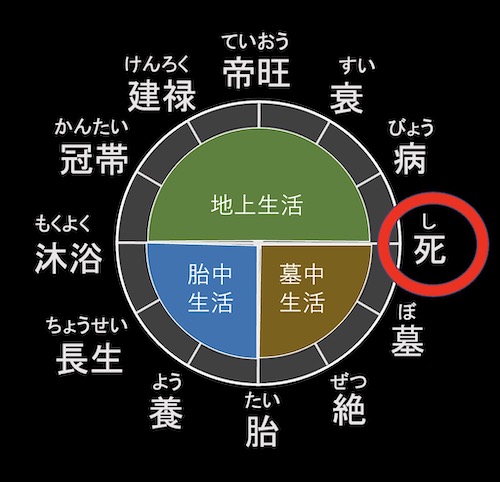 ていおう
帝旺
すい
衰
びょう
病
し
死
ぼ
墓
ぜつ
絶
たい
胎
よう
養
ちょうせい
長生
もくよく
沐浴
かんたい
冠帯
けんろく
建禄
地上生活
胎中
生活
墓中
生活